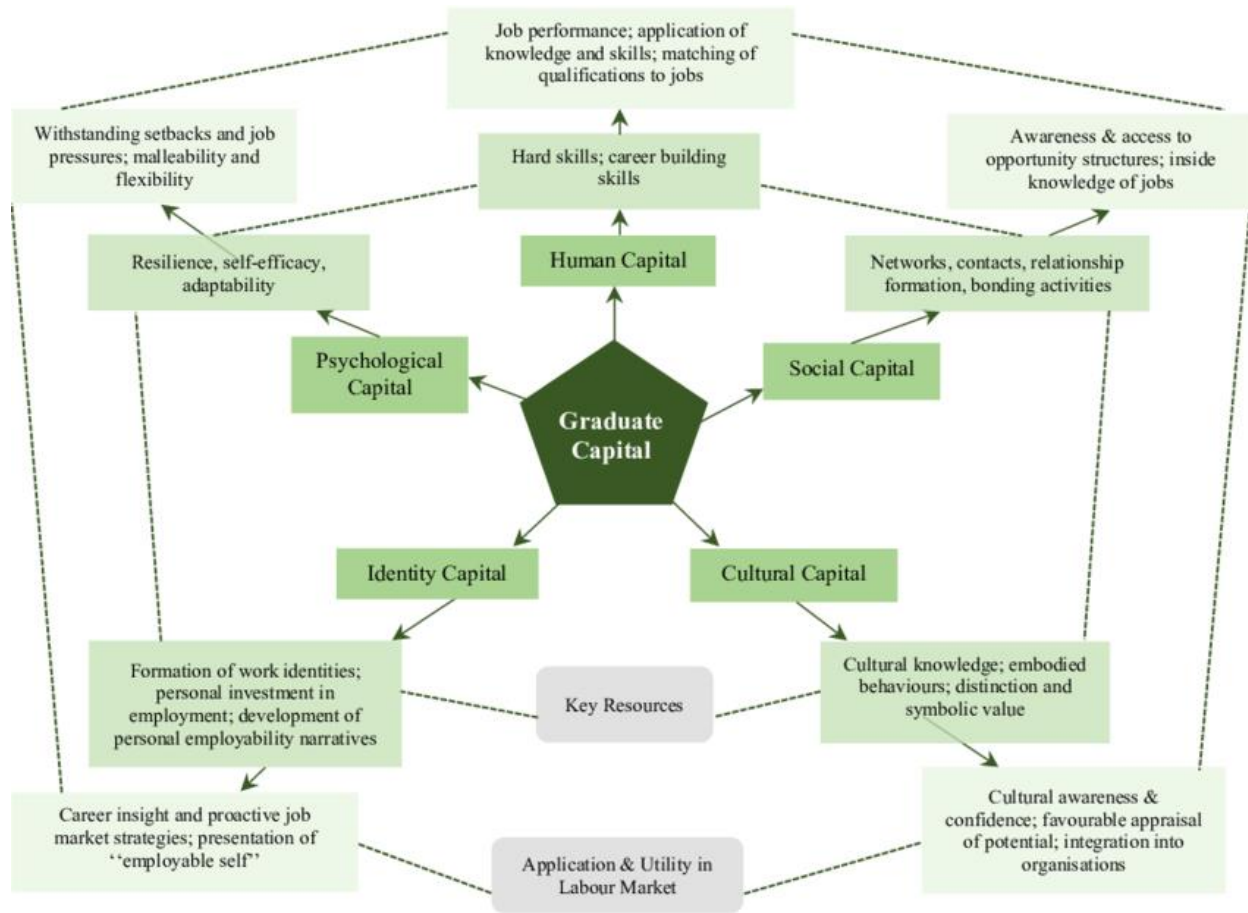 Job performance; application of
knowledge and skills; matching of
qualifications to jobs
Withstanding setbacks and job
pressures; malleability and
flexibility
Hard skills; career building
skills
Awareness & access to
opportunity structures; inside
knowledge of jobs
Resilience, self-efficacy,
adaptability
Human Capital
Networks, contacts, relationship
formation, bonding activities
Psychological
Capital
Social Capital
Graduate
Capital
Identity Capital
Cultural Capital
Formation of work identities;
personal investment in
employment; development of
personal employability narratives
Key Resources
Cultural knowledge; embodied
behaviours; distinction and
symbolic value
Career insight and proactive job
market strategies; presentation of
‘‘employable self’’
Application & Utility in
Labour Market
Cultural awareness &
confidence; favourable appraisal
of potential; integration into
organisations